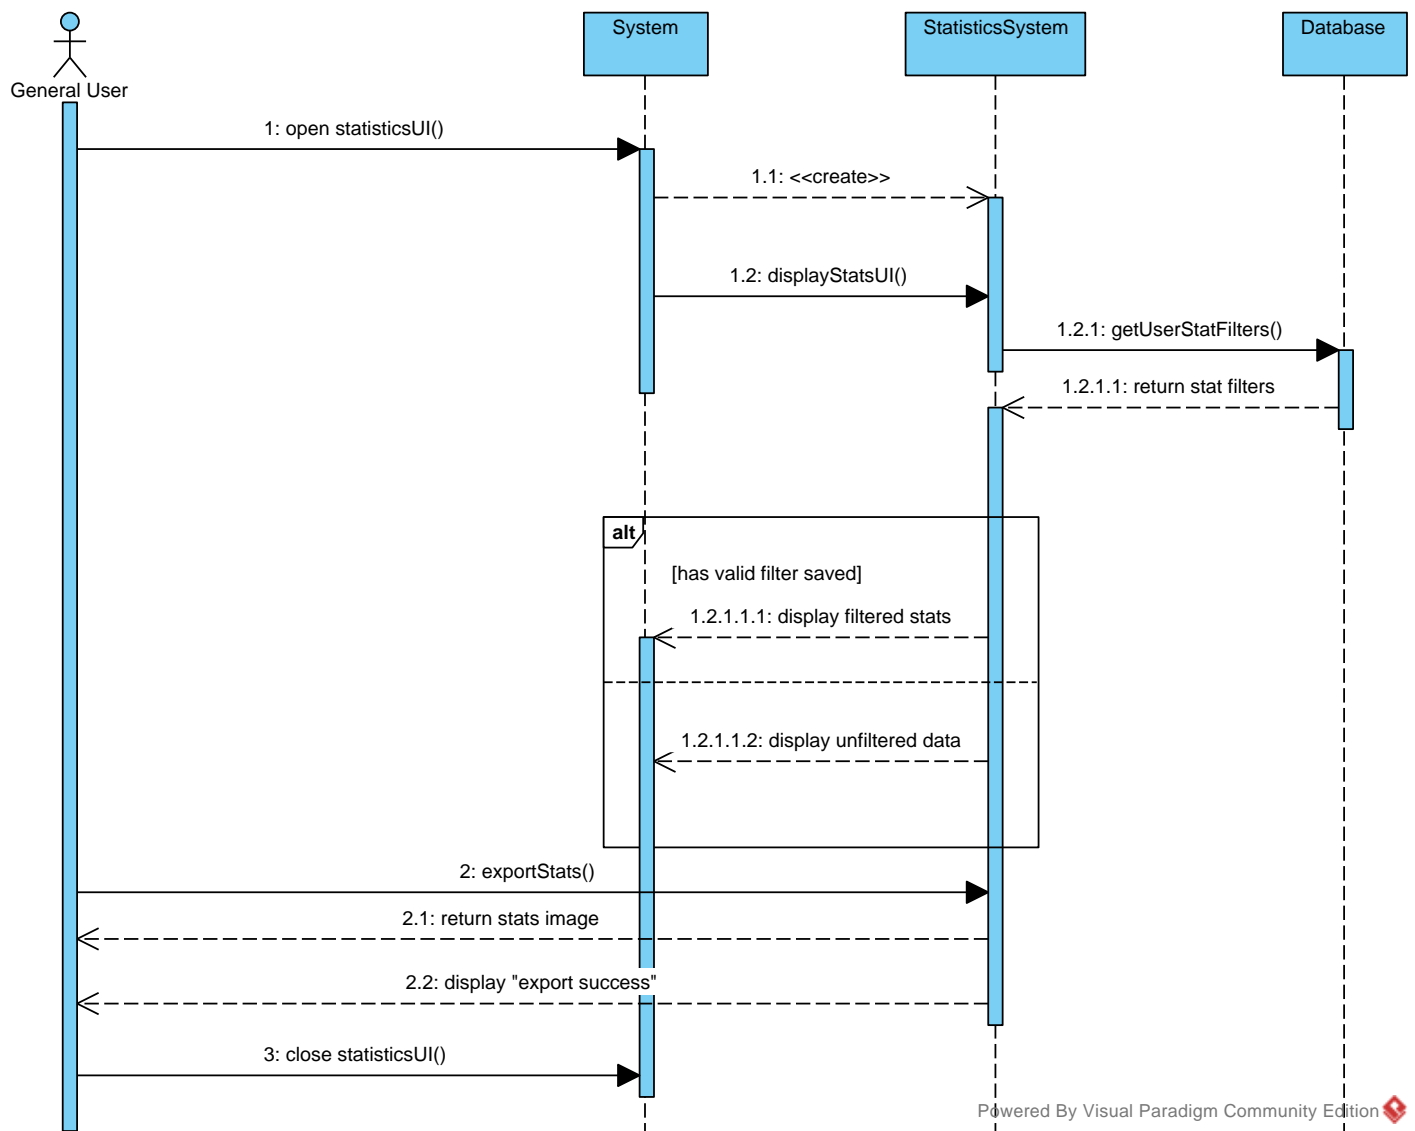 System
StatisticsSystem
Database
General User
1: open statisticsUI()
1.1: <<create>>
1.2: displayStatsUI()
1.2.1: getUserStatFilters()
1.2.1.1: return stat filters
alt
[has valid filter saved]
1.2.1.1.1: display filtered stats
1.2.1.1.2: display unfiltered data
2: exportStats()
2.1: return stats image
2.2: display "export success"
3: close statisticsUI()
Powered By Visual Paradigm Community Edition